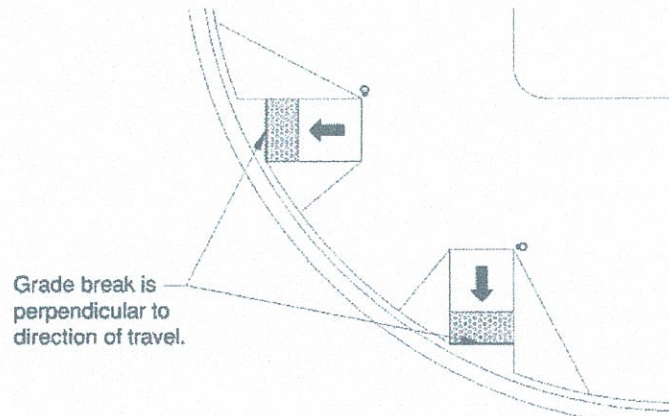 Grade break is
perpendicular to
direction of travel.